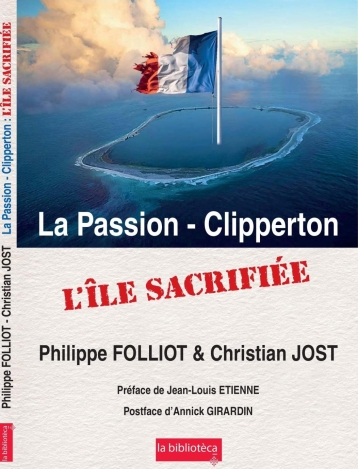 La Passion - Clipperton
L'ÎLE SACRIFIÉE
Philippe FOLLIOT & Christian JOST
Préface de Jean-Louis ETIENNE
Postface d'Annick GIRARDIN
la bibliotèca
Philippe FOLLIOT - Christian JOST La Passion - Clipperton : L'ÎLE SACRIFIÉE
la bibliotèca